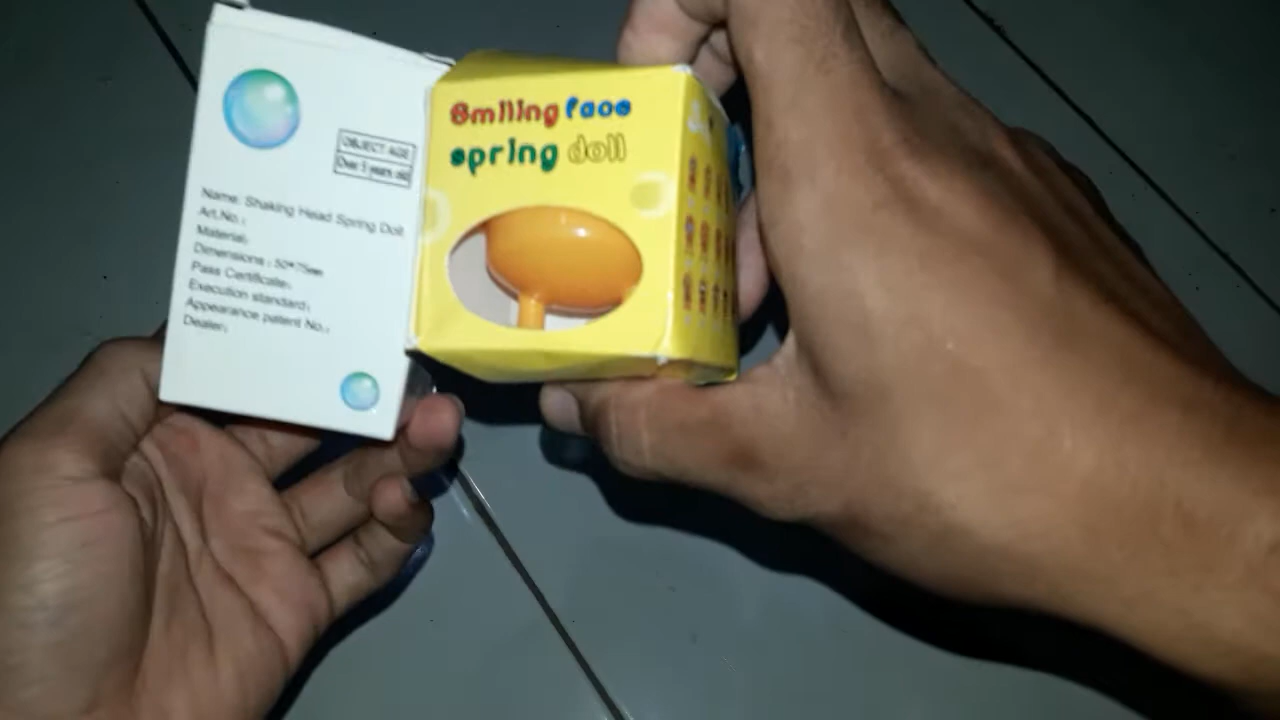 OBJECT AGE
Over 3 years old
Name: Shaking Head Spring Doll
Art.No.:
Material:
Dimensions: 50*75mm
Pass Certificate:
Execution standard:
Appearance patent No.:
Dealer:
Smiling face
spring doll